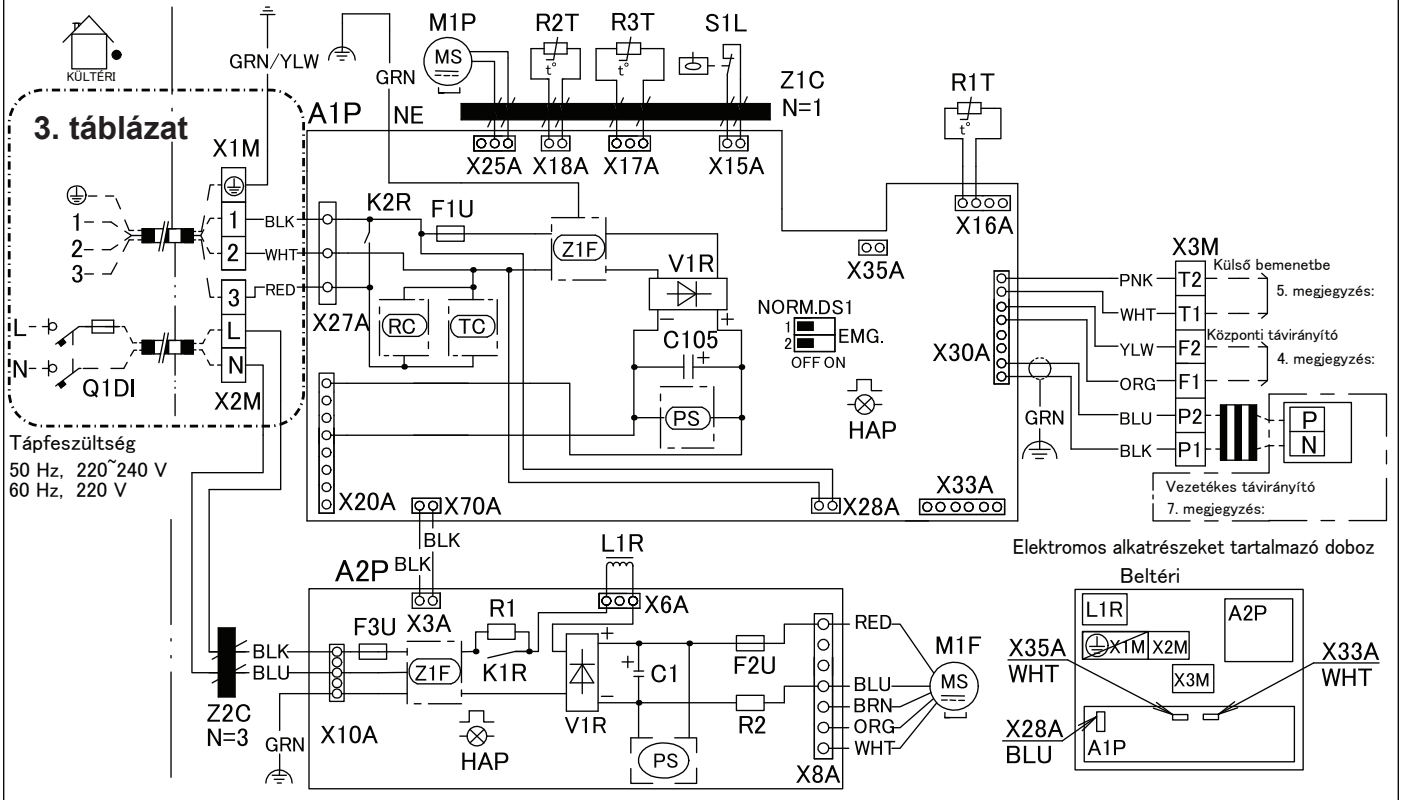 KÜLTÉRI
GRN/YLW
GRN
NE
M1P
MS
R2T
t°
R3T
t°
S1L
Z1C
N=1
R1T
t°
3. táblázat
X1M
A1P
X25A
X18A
X17A
X15A
X16A
1
2
3
1
2
3
L
N
BLK
WHT
RED
X27A
K2R
F1U
Z1F
V1R
X35A
RC
TC
C105
+
−
+
PS
NORM.
DS1
1
2
EMG.
OFF ON
HAP
X30A
L
N
Q1DI
X2M
X3M
PNK
T2
Külső bemenetbe
5. megjegyzés:
WHT
T1
YLW
F2
Központi távirányító
4. megjegyzés:
ORG
F1
BLU
P2
BLK
P1
GRN
P
N
Vezetékes távirányító
7. megjegyzés:
Tápfeszültség
50 Hz, 220~240 V
60 Hz, 220 V
X20A
X70A
X28A
X33A
BLK
BLK
A2P
X3A
L1R
X6A
F3U
R1
K1R
Z1F
V1R
+
−
+
C1
F2U
R2
PS
HAP
X10A
X8A
BLK
BLU
GRN
Z2C
N=3
RED
BLU
BRN
ORG
WHT
M1F
MS
Elektromos alkatrészeket tartalmazó doboz
Beltéri
L1R
A2P
X1M
X2M
X3M
A1P
X35A
WHT
X33A
WHT
X28A
BLU